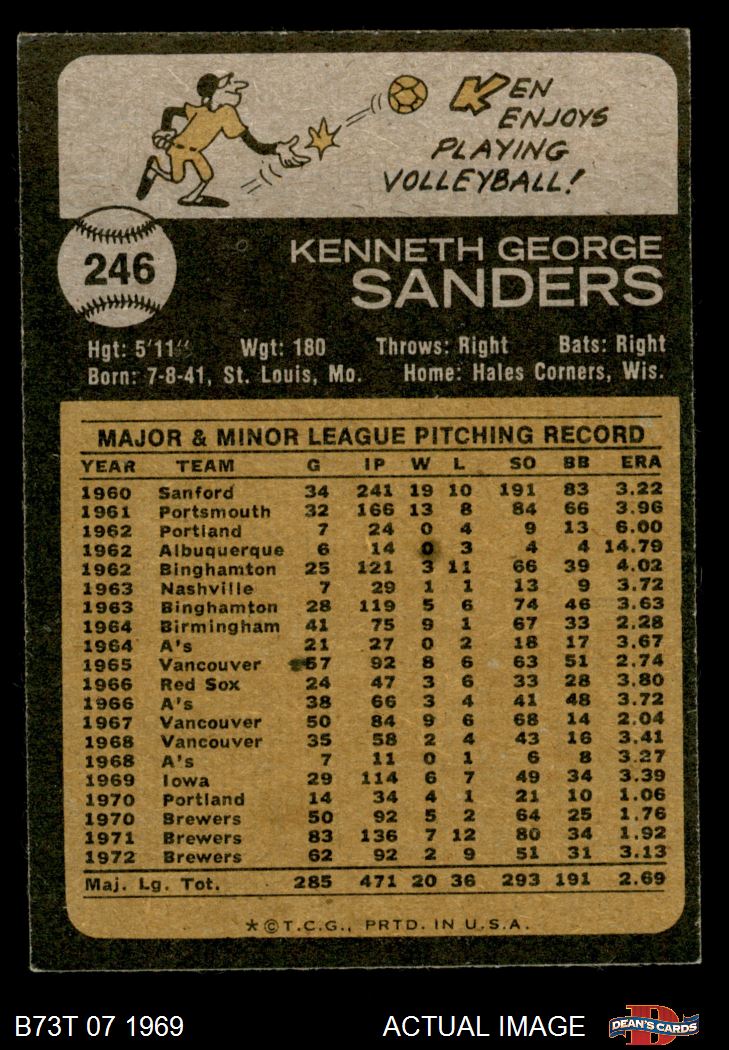 KEN
ENJOYS
PLAYING
VOLLEYBALL!
246
KENNETH GEORGE
SANDERS
Hgt: 5'11" Wgt: 180 Throws: Right Bats: Right
Born: 7-8-41, St. Louis, Mo. Home: Hales Corners, Wis.
MAJOR & MINOR LEAGUE PITCHING RECORD
YEAR TEAM G IP W L SO BB ERA
1960 Sanford 34 241 19 10 191 83 3.22
1961 Portsmouth 32 166 13 8 84 66 3.96
1962 Portland 7 24 0 4 9 13 6.00
1962 Albuquerque 6 14 0 3 4 4 14.79
1962 Binghamton 25 121 3 11 66 39 4.02
1963 Nashville 7 29 1 1 13 9 3.72
1963 Binghamton 28 119 5 6 74 46 3.63
1964 Birmingham 41 75 9 1 67 33 2.28
1964 A's 21 27 0 2 18 17 3.67
1965 Vancouver 57 92 8 6 63 51 2.74
1966 Red Sox 24 47 3 6 33 28 3.80
1966 A's 38 66 3 4 41 48 3.72
1967 Vancouver 50 84 9 6 68 14 2.04
1968 Vancouver 35 58 2 4 43 16 3.41
1968 A's 7 11 0 1 6 8 3.27
1969 Iowa 29 114 6 7 49 34 3.39
1970 Portland 14 34 4 1 21 10 1.06
1970 Brewers 50 92 5 2 64 25 1.76
1971 Brewers 83 136 7 12 80 34 1.92
1972 Brewers 62 92 2 9 51 31 3.13
Maj. Lg. Tot. 285 471 20 36 293 191 2.69
*©T.C.G., PRTD. IN U.S.A.
B73T 07 1969 ACTUAL IMAGE
D
DEAN'S CARDS